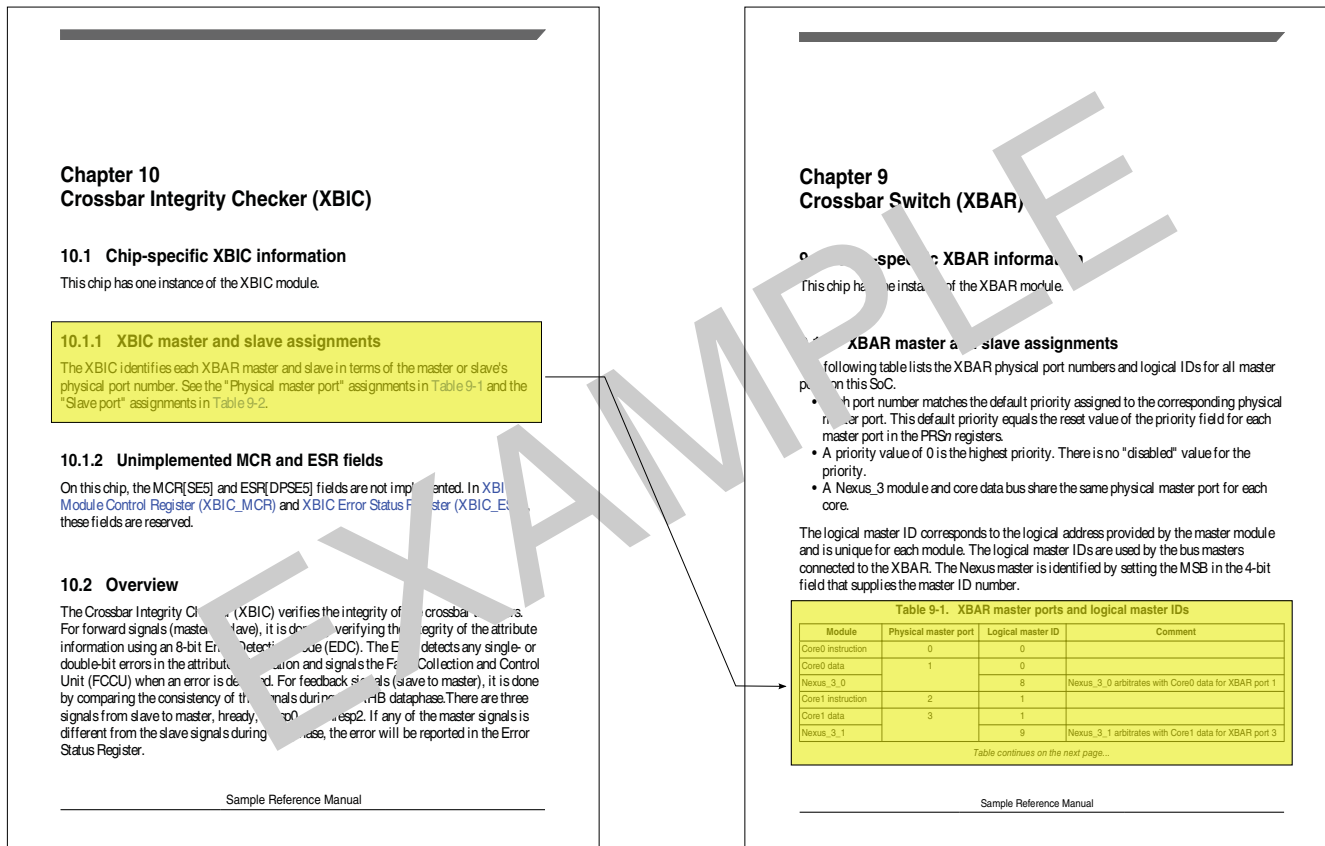 Chapter 10
Crossbar Integrity Checker (XBIC)
10.1 Chip-specific XBIC information
This chip has one instance of the XBIC module.
10.1.1 XBIC master and slave assignments
The XBIC identifies each XBAR master and slave in terms of the master or slave's
physical port number. See the "Physical master port" assignments in Table 9-1 and the
"Slave port" assignments in Table 9-2.
10.1.2 Unimplemented MCR and ESR fields
On this chip, the MCR[SE5] and ESR[DPSE5] fields are not implemented. In XBIC
Module Control Register (XBIC_MCR) and XBIC Error Status Register (XBIC_ESR),
these fields are reserved.
10.2 Overview
The Crossbar Integrity Checker (XBIC) verifies the integrity of the crossbar
For forward signals (master to slave), it is done verifying the integrity of the attribute
information using an 8-bit Error Detection Code (EDC). The EDC detects any single- or
double-bit errors in the attribute information and signals the Fault Collection and Control
Unit (FCCU) when an error is detected. For feedback signals (slave to master), it is done
by comparing the consistency of the signals during AHB dataphase.There are three
signals from slave to master, hready, hresp2. If any of the master signals is
different from the slave signals during the error will be reported in the Error
Status Register.
Sample Reference Manual
Chapter 9
Crossbar Switch (XBAR)
XBAR information
This chip has one instance of the XBAR module.
XBAR master and slave assignments
following table lists the XBAR physical port numbers and logical IDs for all master
on this SoC.
• Each port number matches the default priority assigned to the corresponding physical
master port. This default priority equals the reset value of the priority field for each
master port in the PRSn registers.
• A priority value of 0 is the highest priority. There is no "disabled" value for the
priority.
• A Nexus_3 module and core data bus share the same physical master port for each
core.
The logical master ID corresponds to the logical address provided by the master module
and is unique for each module. The logical master IDs are used by the bus masters
connected to the XBAR. The Nexus master is identified by setting the MSB in the 4-bit
field that supplies the master ID number.
Table 9-1. XBAR master ports and logical master IDs
Module Physical master port Logical master ID Comment
Core0 instruction 0 0
Core0 data 1 0
Nexus_3_0 8 Nexus_3_0 arbitrates with Core0 data for XBAR port 1
Core1 instruction 2 1
Core1 data 3 1
Nexus_3_1 9 Nexus_3_1 arbitrates with Core1 data for XBAR port 3
Table continues on the next page...
Sample Reference Manual
EXAMPLE